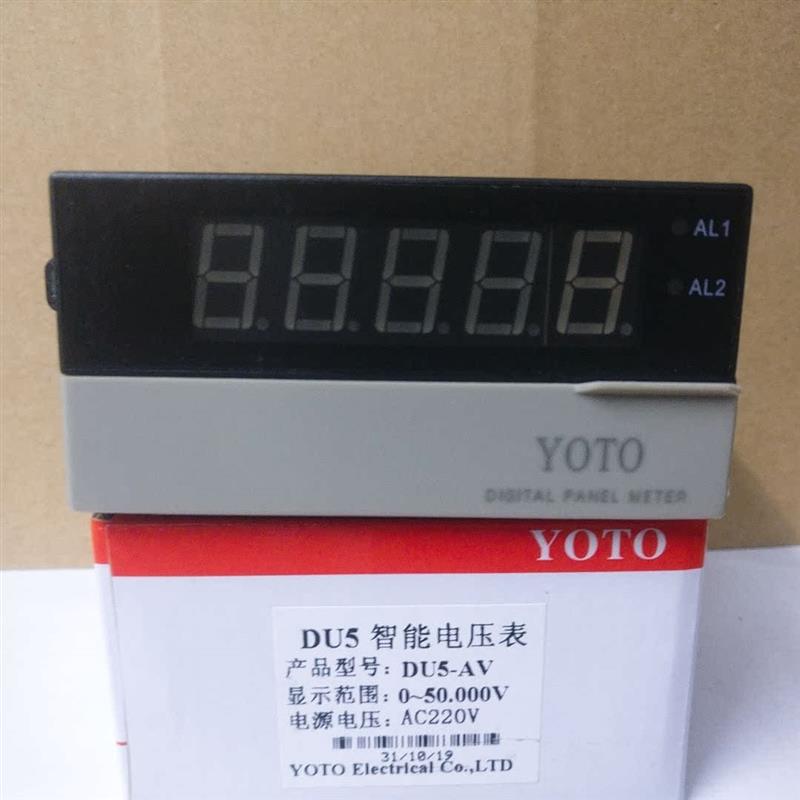 AL1
AL2
YOTO
DIGITAL PANEL METER
YOTO
DU5 智能电压表
产品型号: DU5-AV
显示范围: 0~50.000V
电源电压: AC220V
31/10/19
YOTO Electrical Co.,LTD